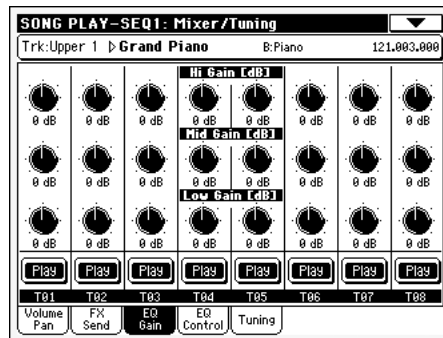 SONG PLAY-SEQ1: Mixer/Tuning
Trk:Upper 1 Grand Piano B:Piano 121.003.000
Hi Gain [dB]
0 dB 0 dB 0 dB 0 dB 0 dB 0 dB 0 dB 0 dB
Mid Gain [dB]
0 dB 0 dB 0 dB 0 dB 0 dB 0 dB 0 dB 0 dB
Low Gain [dB]
0 dB 0 dB 0 dB 0 dB 0 dB 0 dB 0 dB 0 dB
Play Play Play Play Play Play Play Play
T01 T02 T03 T04 T05 T06 T07 T08
Volume Pan FX Send EQ Gain EQ Control Tuning